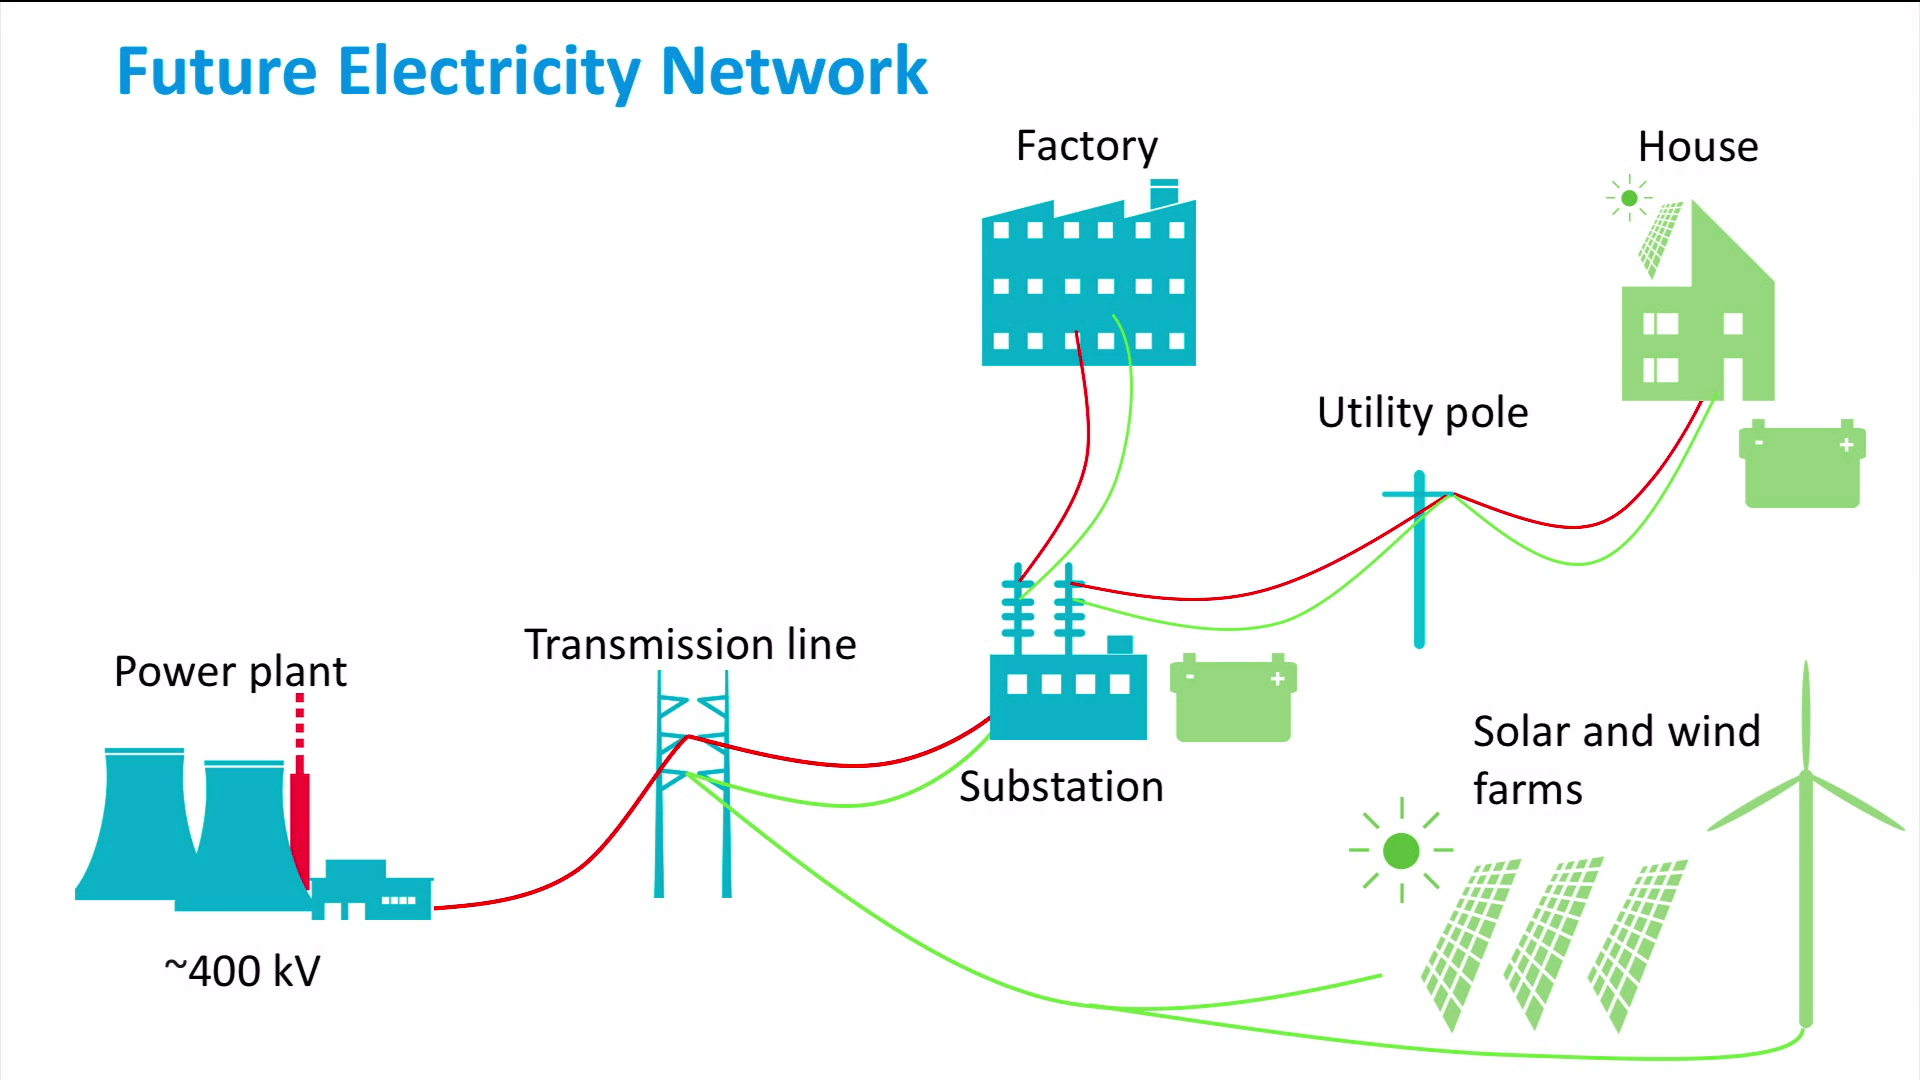 Future Electricity Network
Factory
House
Utility pole
- +
Transmission line
Power plant
- +
Solar and wind
farms
Substation
~400 kV